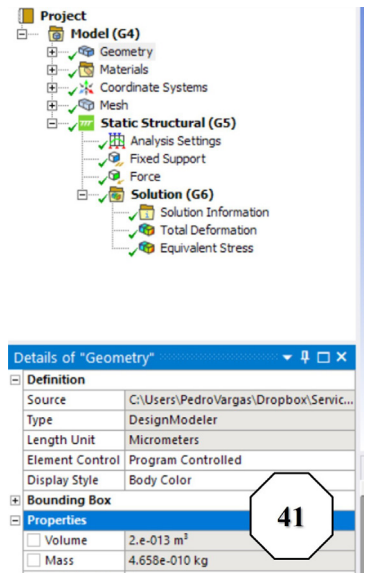 Project
Model (G4)
Geometry
Materials
Coordinate Systems
Mesh
Static Structural (G5)
Analysis Settings
Fixed Support
Force
Solution (G6)
Solution Information
Total Deformation
Equivalent Stress
Details of "Geometry"
Definition
Source C:\Users\PedroVargas\Dropbox\Servic...
Type DesignModeler
Length Unit Micrometers
Element Control Program Controlled
Display Style Body Color
Bounding Box
Properties
Volume 2.e-013 m³
Mass 4.658e-010 kg
41